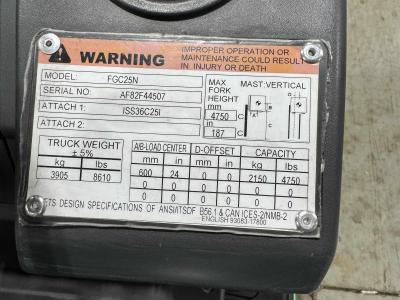 WARNING
IMPROPER OPERATION OR
MAINTENANCE COULD RESULT
IN INJURY OR DEATH
MODEL: FGC25N
SERIAL NO: AF82F44507
ATTACH 1: ISS36C25I
ATTACH 2:
MAX FORK HEIGHT
mm
4750
in
187
MAST:VERTICAL
A
D
C
C
TRUCK WEIGHT
± 5%
kg lbs
3905 8610
A/B-LOAD CENTER D-OFFSET CAPACITY
mm in mm in kg lbs
600 24 0 0 2150 4750
0 0 0 0 0 0
0 0 0 0 0 0
ETS DESIGN SPECIFICATIONS OF ANSI/ITSDF B56.1 & CAN ICES-2/NMB-2
ENGLISH 93083-17800